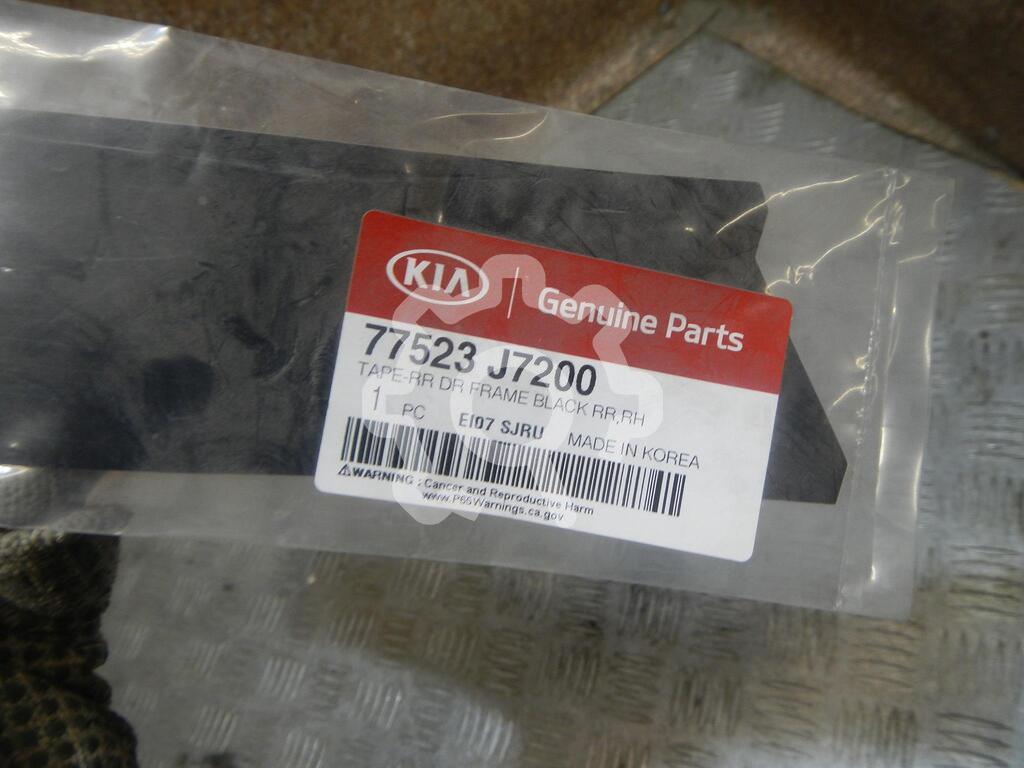 KIA | Genuine Parts
77523 J7200
TAPE-RR DR FRAME BLACK RR,RH
1 PC EI07 SJRU MADE IN KOREA
⚠WARNING : Cancer and Reproductive Harm
www.P65Warnings.ca.gov